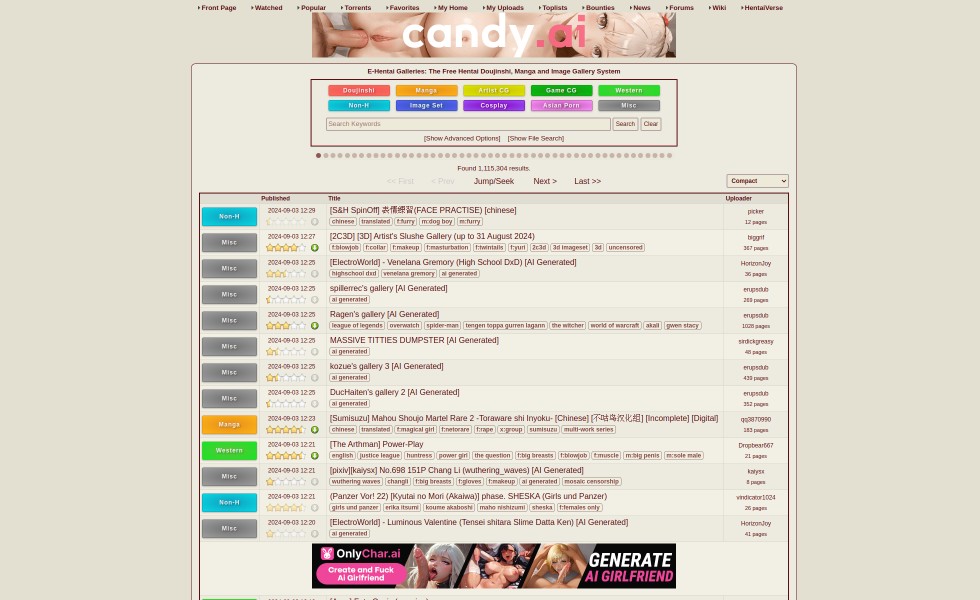 Front Page Watched Popular Torrents Favorites My Home My Uploads Toplists Bounties News Forums Wiki HentaiVerse
candy.ai
E-Hentai Galleries: The Free Hentai Doujinshi, Manga and Image Gallery System
Doujinshi Manga Artist CG Game CG Western
Non-H Image Set Cosplay Asian Porn Misc
Search Keywords Search Clear
[Show Advanced Options] [Show File Search]
Found 1,115,304 results.
<< First < Prev Jump/Seek Next > Last >> Compact
Published Title Uploader
Non-H 2024-09-03 12:29 [S&H SpinOff] 表情練習(FACE PRACTISE) [chinese] picker
chinese translated f:furry m:dog boy m:furry 12 pages
Misc 2024-09-03 12:27 [2C3D] [3D] Artist's Slushe Gallery (up to 31 August 2024) biggrif
f:blowjob f:collar f:makeup f:masturbation f:twintails f:yuri 2c3d 3d imageset 3d uncensored 367 pages
Misc 2024-09-03 12:25 [ElectroWorld] - Venelana Gremory (High School DxD) [AI Generated] HorizonJoy
highschool dxd venelana gremory ai generated 36 pages
Misc 2024-09-03 12:25 spillerrec's gallery [AI Generated] erupsdub
ai generated 269 pages
Misc 2024-09-03 12:25 Ragen's gallery [AI Generated] erupsdub
league of legends overwatch spider-man tengen toppa gurren lagann the witcher world of warcraft akali gwen stacy 1028 pages
Misc 2024-09-03 12:25 MASSIVE TITTIES DUMPSTER [AI Generated] sirdickgreasy
ai generated 48 pages
Misc 2024-09-03 12:25 kozue's gallery 3 [AI Generated] erupsdub
ai generated 439 pages
Misc 2024-09-03 12:25 DucHaiten's gallery 2 [AI Generated] erupsdub
ai generated 352 pages
Manga 2024-09-03 12:23 [Sumisuzu] Mahou Shoujo Martel Rare 2 -Toraware shi Inyoku- [Chinese] [不咕鸟汉化组] [Incomplete] [Digital] qq3870990
chinese translated f:magical girl f:netorare f:rape x:group sumisuzu multi-work series 183 pages
Western 2024-09-03 12:21 [The Arthman] Power-Play Dropbear667
english justice league huntress power girl the question f:big breasts f:blowjob f:muscle m:big penis m:sole male 21 pages
Misc 2024-09-03 12:21 [pixiv][kaiysx] No.698 151P Chang Li (wuthering_waves) [AI Generated] kaiysx
wuthering waves changli f:big breasts f:gloves f:makeup ai generated mosaic censorship 8 pages
Non-H 2024-09-03 12:21 (Panzer Vor! 22) [Kyutai no Mori (Akaiwa)] phase. SHESKA (Girls und Panzer) vindicator1024
girls und panzer erika itsumi koume akaboshi maho nishizumi sheska f:females only 26 pages
Misc 2024-09-03 12:20 [ElectroWorld] - Luminous Valentine (Tensei shitara Slime Datta Ken) [AI Generated] HorizonJoy
ai generated 41 pages
OnlyChar.ai
Create and Fuck
Ai Girlfriend
GENERATE
AI GIRLFRIEND